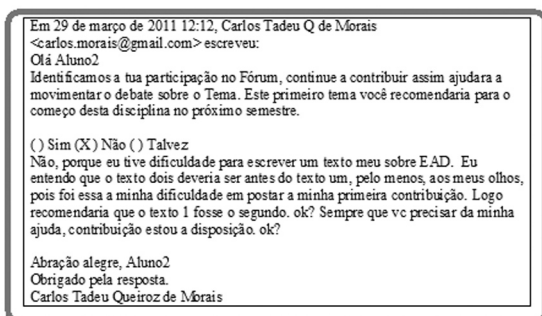 Em 29 de março de 2011 12:12, Carlos Tadeu Q de Morais
<carlos.morais@gmail.com> escreveu:
Olá Aluno2
Identificamos a tua participação no Fórum, continue a contribuir assim ajudara a
movimentar o debate sobre o Tema. Este primeiro tema você recomendaria para o
começo desta disciplina no próximo semestre.
( ) Sim (X) Não ( ) Talvez
Não, porque eu tive dificuldade para escrever um texto meu sobre EAD. Eu
entendo que o texto dois deveria ser antes do texto um, pelo menos, aos meus olhos,
pois foi essa a minha dificuldade em postar a minha primeira contribuição. Logo
recomendaria que o texto 1 fosse o segundo. ok? Sempre que vc precisar da minha
ajuda, contribuição estou a disposição. ok?
Abração alegre, Aluno2
Obrigado pela resposta.
Carlos Tadeu Queiroz de Morais